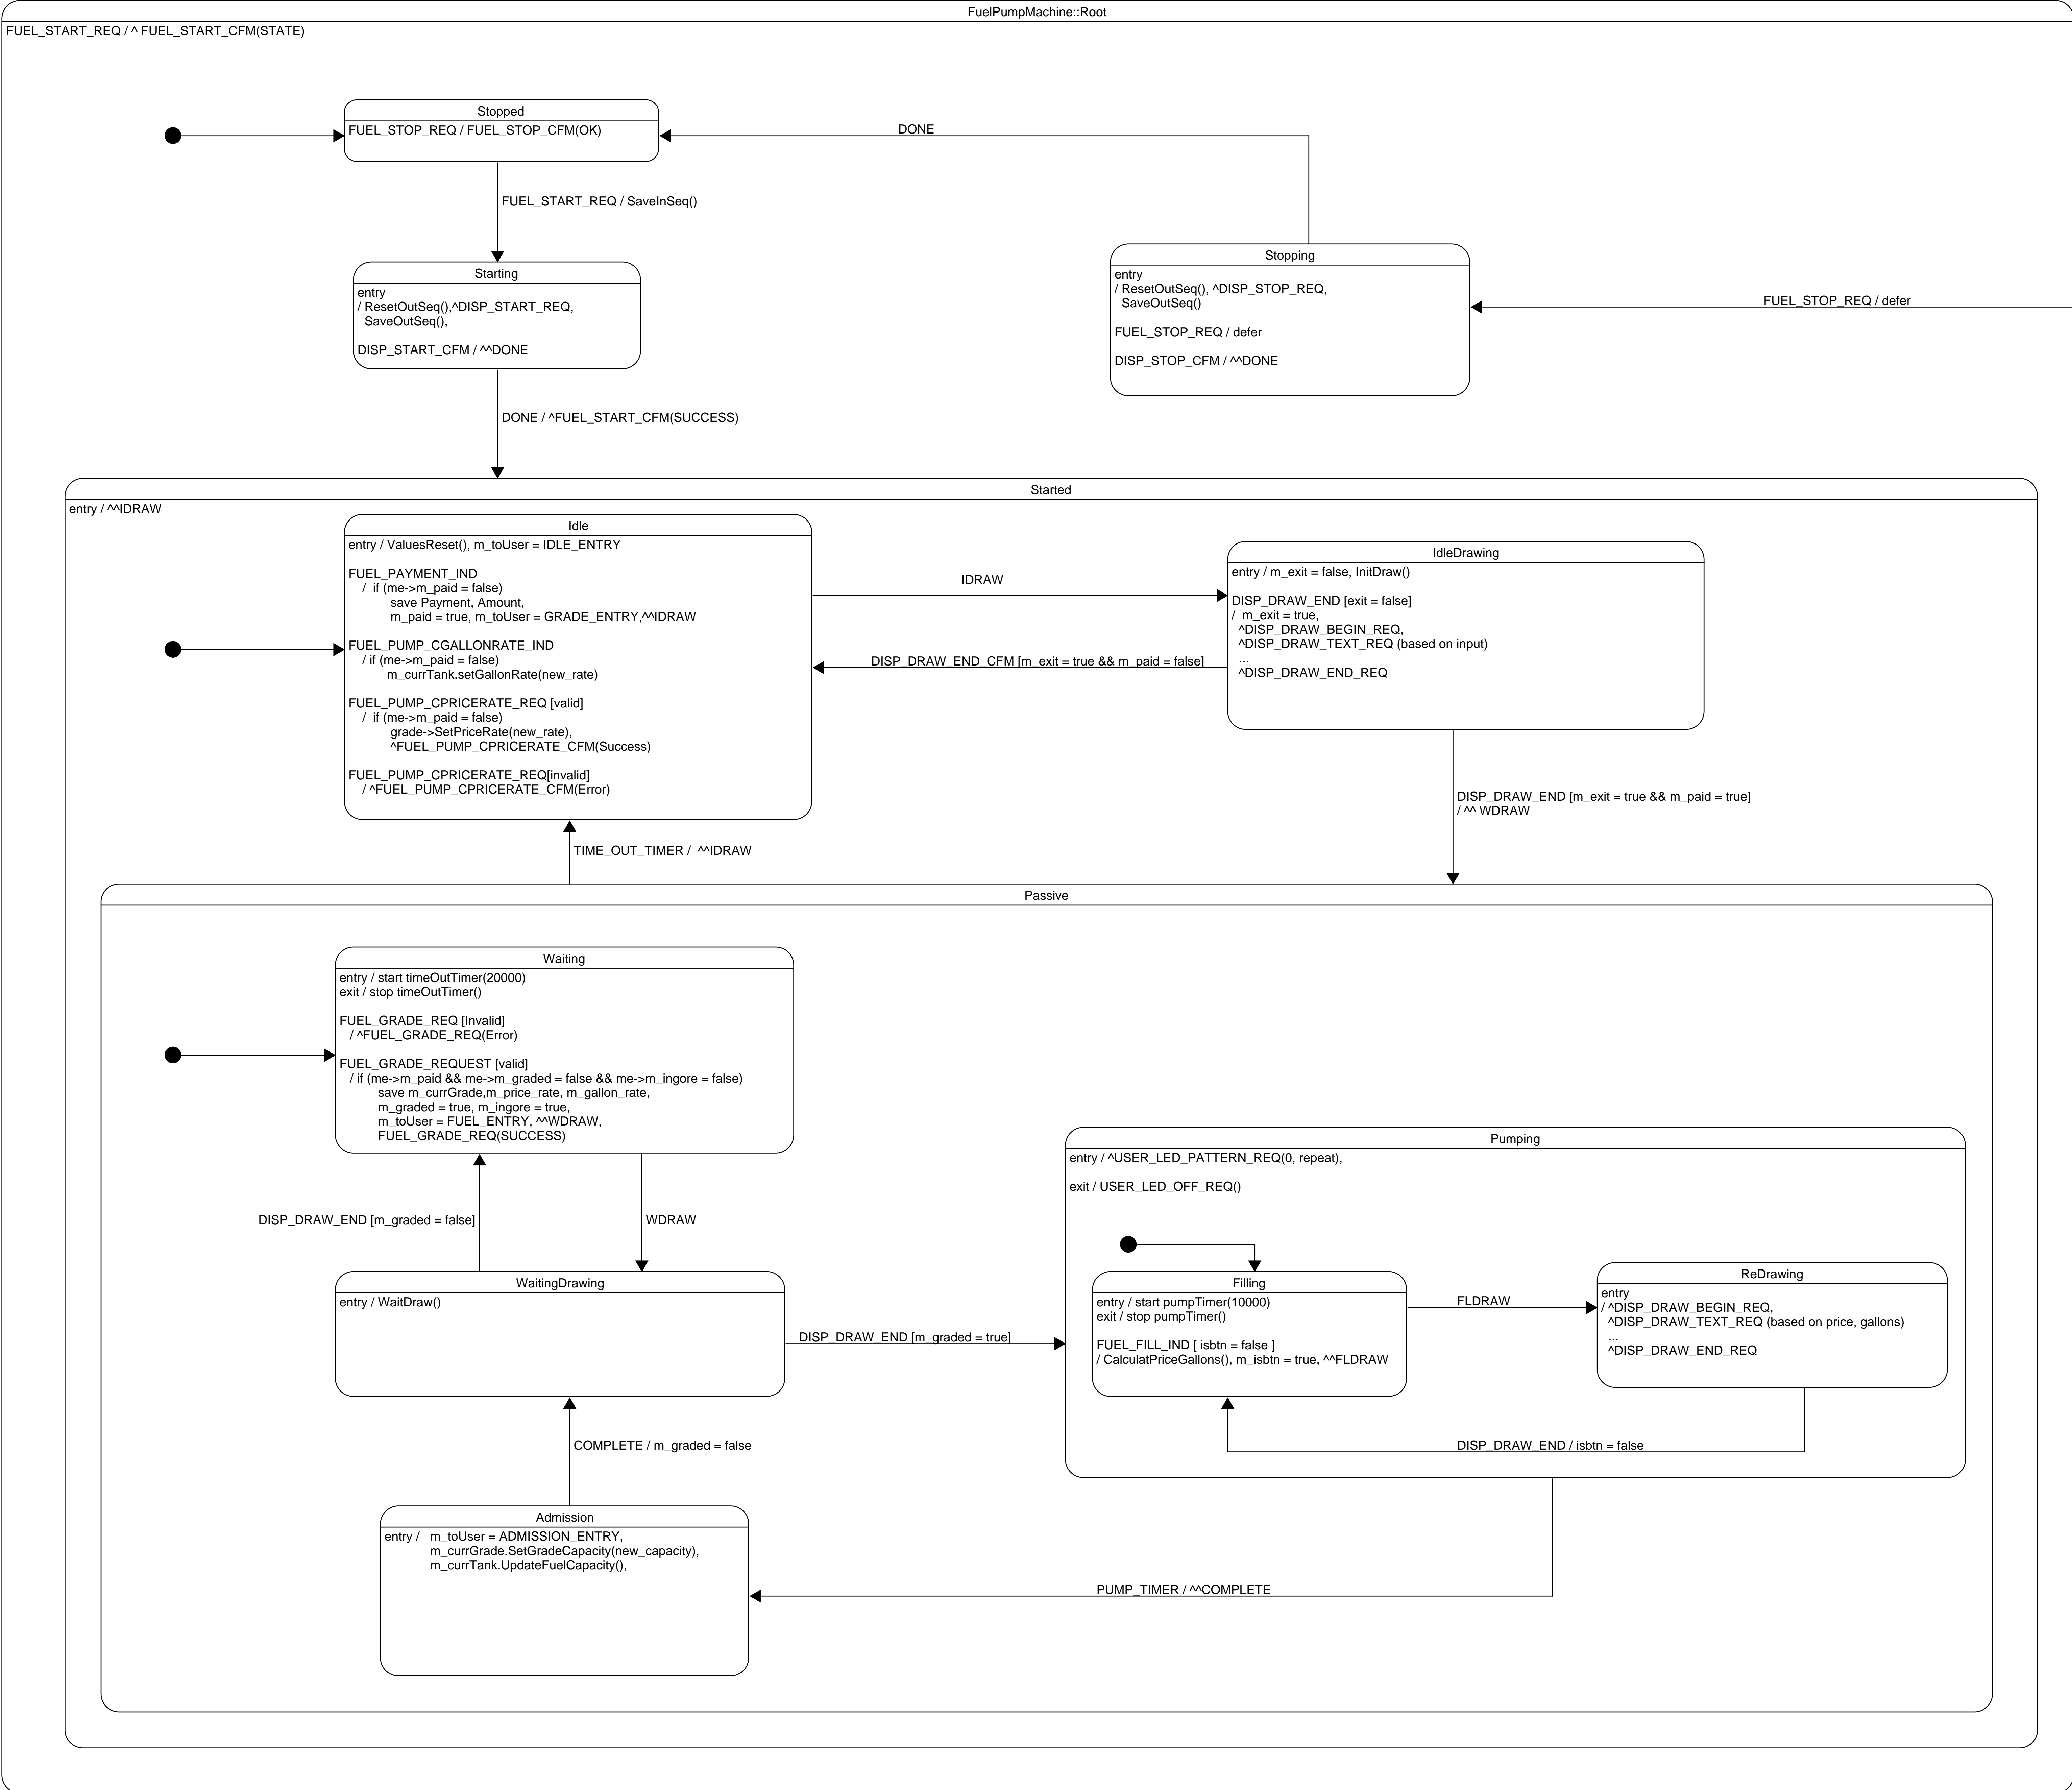 FuelPumpMachine::Root
FUEL_START_REQ / ^ FUEL_START_CFM(STATE)
Stopped
FUEL_STOP_REQ / FUEL_STOP_CFM(OK)
DONE
FUEL_START_REQ / SaveInSeq()
Starting
entry
/ ResetOutSeq(),^DISP_START_REQ,
SaveOutSeq(),
DISP_START_CFM / ^^DONE
Stopping
entry
/ ResetOutSeq(), ^DISP_STOP_REQ,
SaveOutSeq()
FUEL_STOP_REQ / defer
DISP_STOP_CFM / ^^DONE
FUEL_STOP_REQ / defer
DONE / ^FUEL_START_CFM(SUCCESS)
Started
entry / ^^IDRAW
Idle
entry / ValuesReset(), m_toUser = IDLE_ENTRY
FUEL_PAYMENT_IND
/ if (me->m_paid = false)
save Payment, Amount,
m_paid = true, m_toUser = GRADE_ENTRY,^^IDRAW
FUEL_PUMP_CGALLONRATE_IND
/ if (me->m_paid = false)
m_currTank.setGallonRate(new_rate)
FUEL_PUMP_CPRICERATE_REQ [valid]
/ if (me->m_paid = false)
grade->SetPriceRate(new_rate),
^FUEL_PUMP_CPRICERATE_CFM(Success)
FUEL_PUMP_CPRICERATE_REQ[invalid]
/ ^FUEL_PUMP_CPRICERATE_CFM(Error)
IDRAW
DISP_DRAW_END_CFM [m_exit = true && m_paid = false]
IdleDrawing
entry / m_exit = false, InitDraw()
DISP_DRAW_END [exit = false]
/ m_exit = true,
^DISP_DRAW_BEGIN_REQ,
^DISP_DRAW_TEXT_REQ (based on input)
...
^DISP_DRAW_END_REQ
DISP_DRAW_END [m_exit = true && m_paid = true]
/ ^^ WDRAW
TIME_OUT_TIMER / ^^IDRAW
Passive
Waiting
entry / start timeOutTimer(20000)
exit / stop timeOutTimer()
FUEL_GRADE_REQ [Invalid]
/ ^FUEL_GRADE_REQ(Error)
FUEL_GRADE_REQUEST [valid]
/ if (me->m_paid && me->m_graded = false && me->m_ingore = false)
save m_currGrade,m_price_rate, m_gallon_rate,
m_graded = true, m_ingore = true,
m_toUser = FUEL_ENTRY, ^^WDRAW,
FUEL_GRADE_REQ(SUCCESS)
DISP_DRAW_END [m_graded = false]
WDRAW
WaitingDrawing
entry / WaitDraw()
DISP_DRAW_END [m_graded = true]
Pumping
entry / ^USER_LED_PATTERN_REQ(0, repeat),
exit / USER_LED_OFF_REQ()
Filling
entry / start pumpTimer(10000)
exit / stop pumpTimer()
FUEL_FILL_IND [ isbtn = false ]
/ CalculatPriceGallons(), m_isbtn = true, ^^FLDRAW
FLDRAW
ReDrawing
entry
/ ^DISP_DRAW_BEGIN_REQ,
^DISP_DRAW_TEXT_REQ (based on price, gallons)
...
^DISP_DRAW_END_REQ
DISP_DRAW_END / isbtn = false
COMPLETE / m_graded = false
Admission
entry / m_toUser = ADMISSION_ENTRY,
m_currGrade.SetGradeCapacity(new_capacity),
m_currTank.UpdateFuelCapacity(),
PUMP_TIMER / ^^COMPLETE